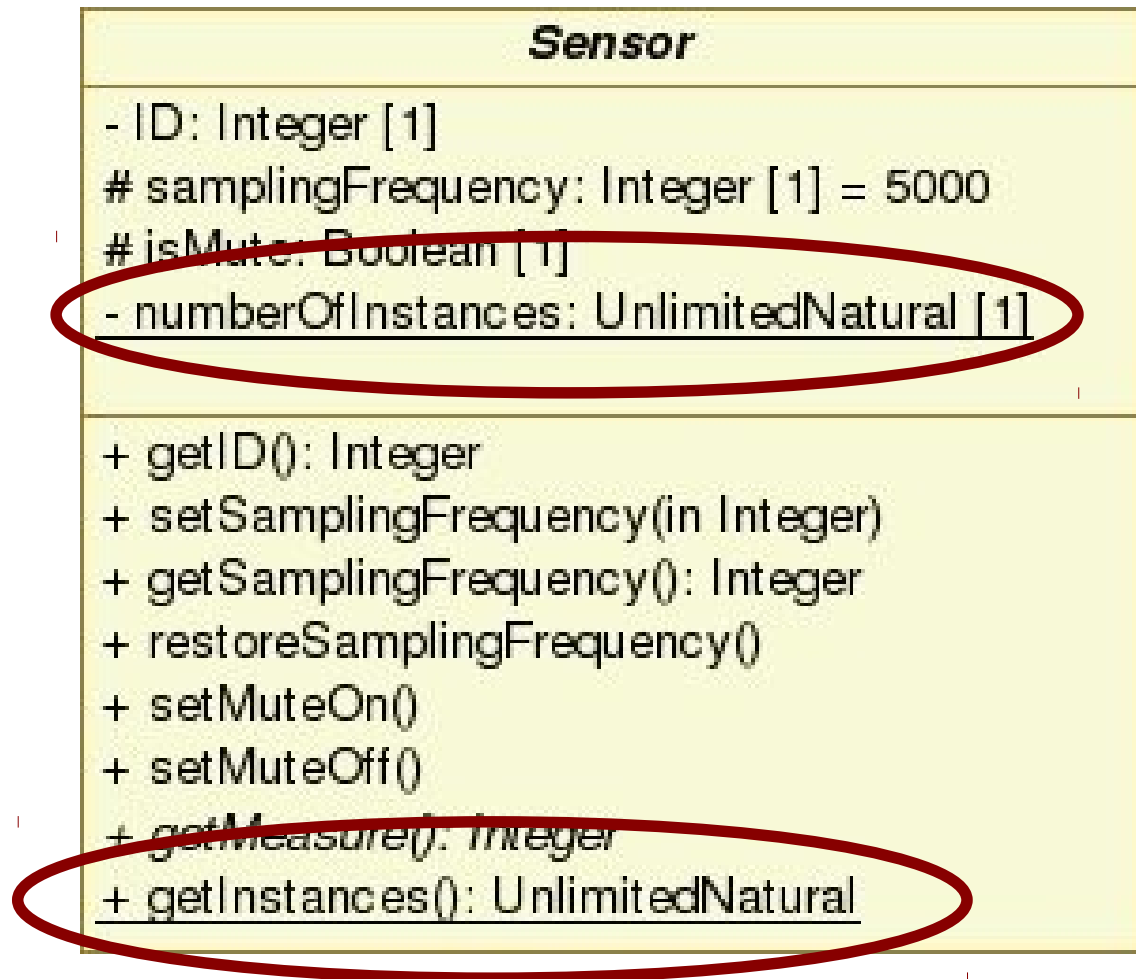 Sensor
- ID: Integer [1]
# samplingFrequency: Integer [1] = 5000
# isMute: Boolean [1]
- numberOfInstances: UnlimitedNatural [1]
+ getID(): Integer
+ setSamplingFrequency(in Integer)
+ getSamplingFrequency(): Integer
+ restoreSamplingFrequency()
+ setMuteOn()
+ setMuteOff()
+ getMeasure(): Integer
+ getInstances(): UnlimitedNatural